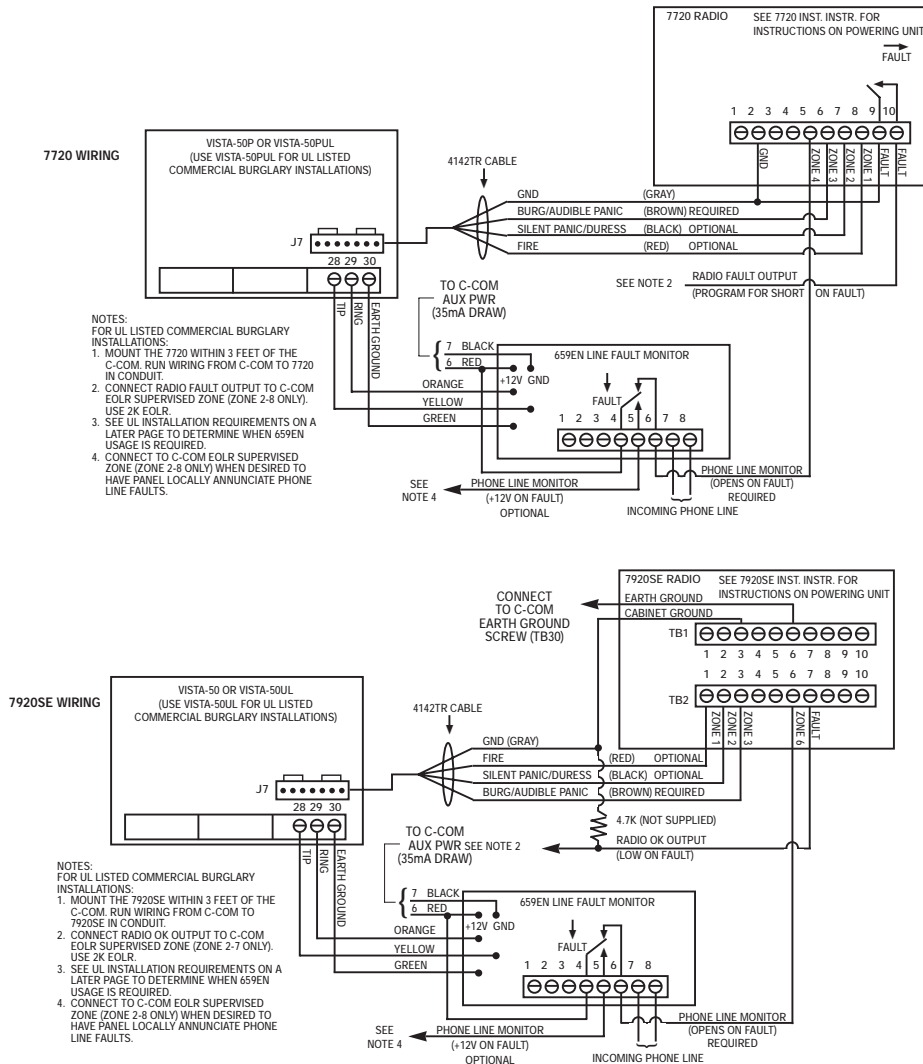 7720 RADIO
SEE 7720 INST. INSTR. FOR
INSTRUCTIONS ON POWERING UNIT
FAULT
1 2 3 4 5 6 7 8 9 10
GND
ZONE 4
ZONE 3
ZONE 2
ZONE 1
FAULT
FAULT
7720 WIRING
VISTA-50P OR VISTA-50PUL
(USE VISTA-50PUL FOR UL LISTED
COMMERCIAL BURGLARY INSTALLATIONS)
J7
28 29 30
TIP
RING
EARTH GROUND
4142TR CABLE
GND (GRAY)
BURG/AUDIBLE PANIC (BROWN) REQUIRED
SILENT PANIC/DURESS (BLACK) OPTIONAL
FIRE (RED) OPTIONAL
SEE NOTE 2
RADIO FAULT OUTPUT
(PROGRAM FOR SHORT ON FAULT)
TO C-COM
AUX PWR
(35mA DRAW)
7 BLACK
6 RED
ORANGE
YELLOW
GREEN
659EN LINE FAULT MONITOR
+12V GND
FAULT
1 2 3 4 5 6 7 8
SEE
NOTE 4
PHONE LINE MONITOR
(+12V ON FAULT)
OPTIONAL
INCOMING PHONE LINE
PHONE LINE MONITOR
(OPENS ON FAULT)
REQUIRED
NOTES:
FOR UL LISTED COMMERCIAL BURGLARY
INSTALLATIONS:
1. MOUNT THE 7720 WITHIN 3 FEET OF THE
C-COM. RUN WIRING FROM C-COM TO 7720
IN CONDUIT.
2. CONNECT RADIO FAULT OUTPUT TO C-COM
EOLR SUPERVISED ZONE (ZONE 2-8 ONLY).
USE 2K EOLR.
3. SEE UL INSTALLATION REQUIREMENTS ON A
LATER PAGE TO DETERMINE WHEN 659EN
USAGE IS REQUIRED.
4. CONNECT TO C-COM EOLR SUPERVISED
ZONE (ZONE 2-8 ONLY) WHEN DESIRED TO
HAVE PANEL LOCALLY ANNUNCIATE PHONE
LINE FAULTS.
7920SE RADIO
SEE 7920SE INST. INSTR. FOR
INSTRUCTIONS ON POWERING UNIT
CONNECT
TO C-COM
EARTH GROUND
SCREW (TB30)
EARTH GROUND
CABINET GROUND
TB1
1 2 3 4 5 6 7 8 9 10
1 2 3 4 5 6 7 8 9 10
TB2
ZONE 1
ZONE 2
ZONE 3
ZONE 6
FAULT
7920SE WIRING
VISTA-50 OR VISTA-50UL
(USE VISTA-50UL FOR UL LISTED
COMMERCIAL BURGLARY INSTALLATIONS)
J7
28 29 30
TIP
RING
EARTH GROUND
4142TR CABLE
GND (GRAY)
FIRE (RED) OPTIONAL
SILENT PANIC/DURESS (BLACK) OPTIONAL
BURG/AUDIBLE PANIC (BROWN) REQUIRED
4.7K (NOT SUPPLIED)
SEE NOTE 2
RADIO OK OUTPUT
(LOW ON FAULT)
TO C-COM
AUX PWR
(35mA DRAW)
7 BLACK
6 RED
ORANGE
YELLOW
GREEN
659EN LINE FAULT MONITOR
+12V GND
FAULT
1 2 3 4 5 6 7 8
SEE
NOTE 4
PHONE LINE MONITOR
(+12V ON FAULT)
OPTIONAL
INCOMING PHONE LINE
PHONE LINE MONITOR
(OPENS ON FAULT)
REQUIRED
NOTES:
FOR UL LISTED COMMERCIAL BURGLARY
INSTALLATIONS:
1. MOUNT THE 7920SE WITHIN 3 FEET OF THE
C-COM. RUN WIRING FROM C-COM TO
7920SE IN CONDUIT.
2. CONNECT RADIO OK OUTPUT TO C-COM
EOLR SUPERVISED ZONE (ZONE 2-7 ONLY).
USE 2K EOLR.
3. SEE UL INSTALLATION REQUIREMENTS ON A
LATER PAGE TO DETERMINE WHEN 659EN
USAGE IS REQUIRED.
4. CONNECT TO C-COM EOLR SUPERVISED
ZONE (ZONE 2-8 ONLY) WHEN DESIRED TO
HAVE PANEL LOCALLY ANNUNCIATE PHONE
LINE FAULTS.